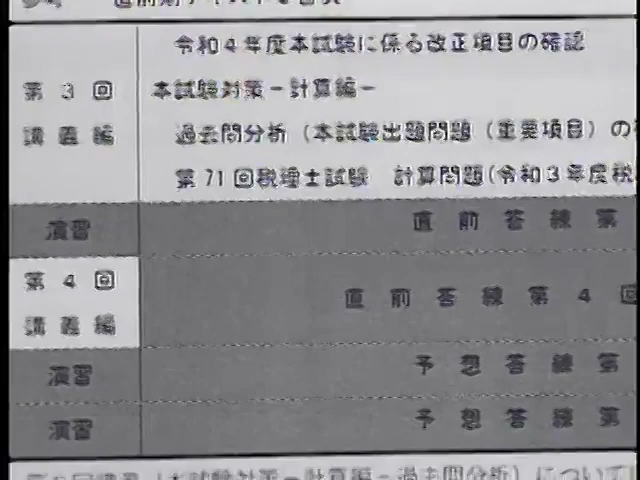 令和4年度本試験に係る改正項目の確認
第3回
講義編
本試験対策－計算編－
過去問分析（本試験出題問題（重要項目）の
第71回税理士試験　計算問題(令和3年度税
演習
直前答練第
第4回
講義編
直前答練第4回
演習
予想答練第
演習
予想答練第